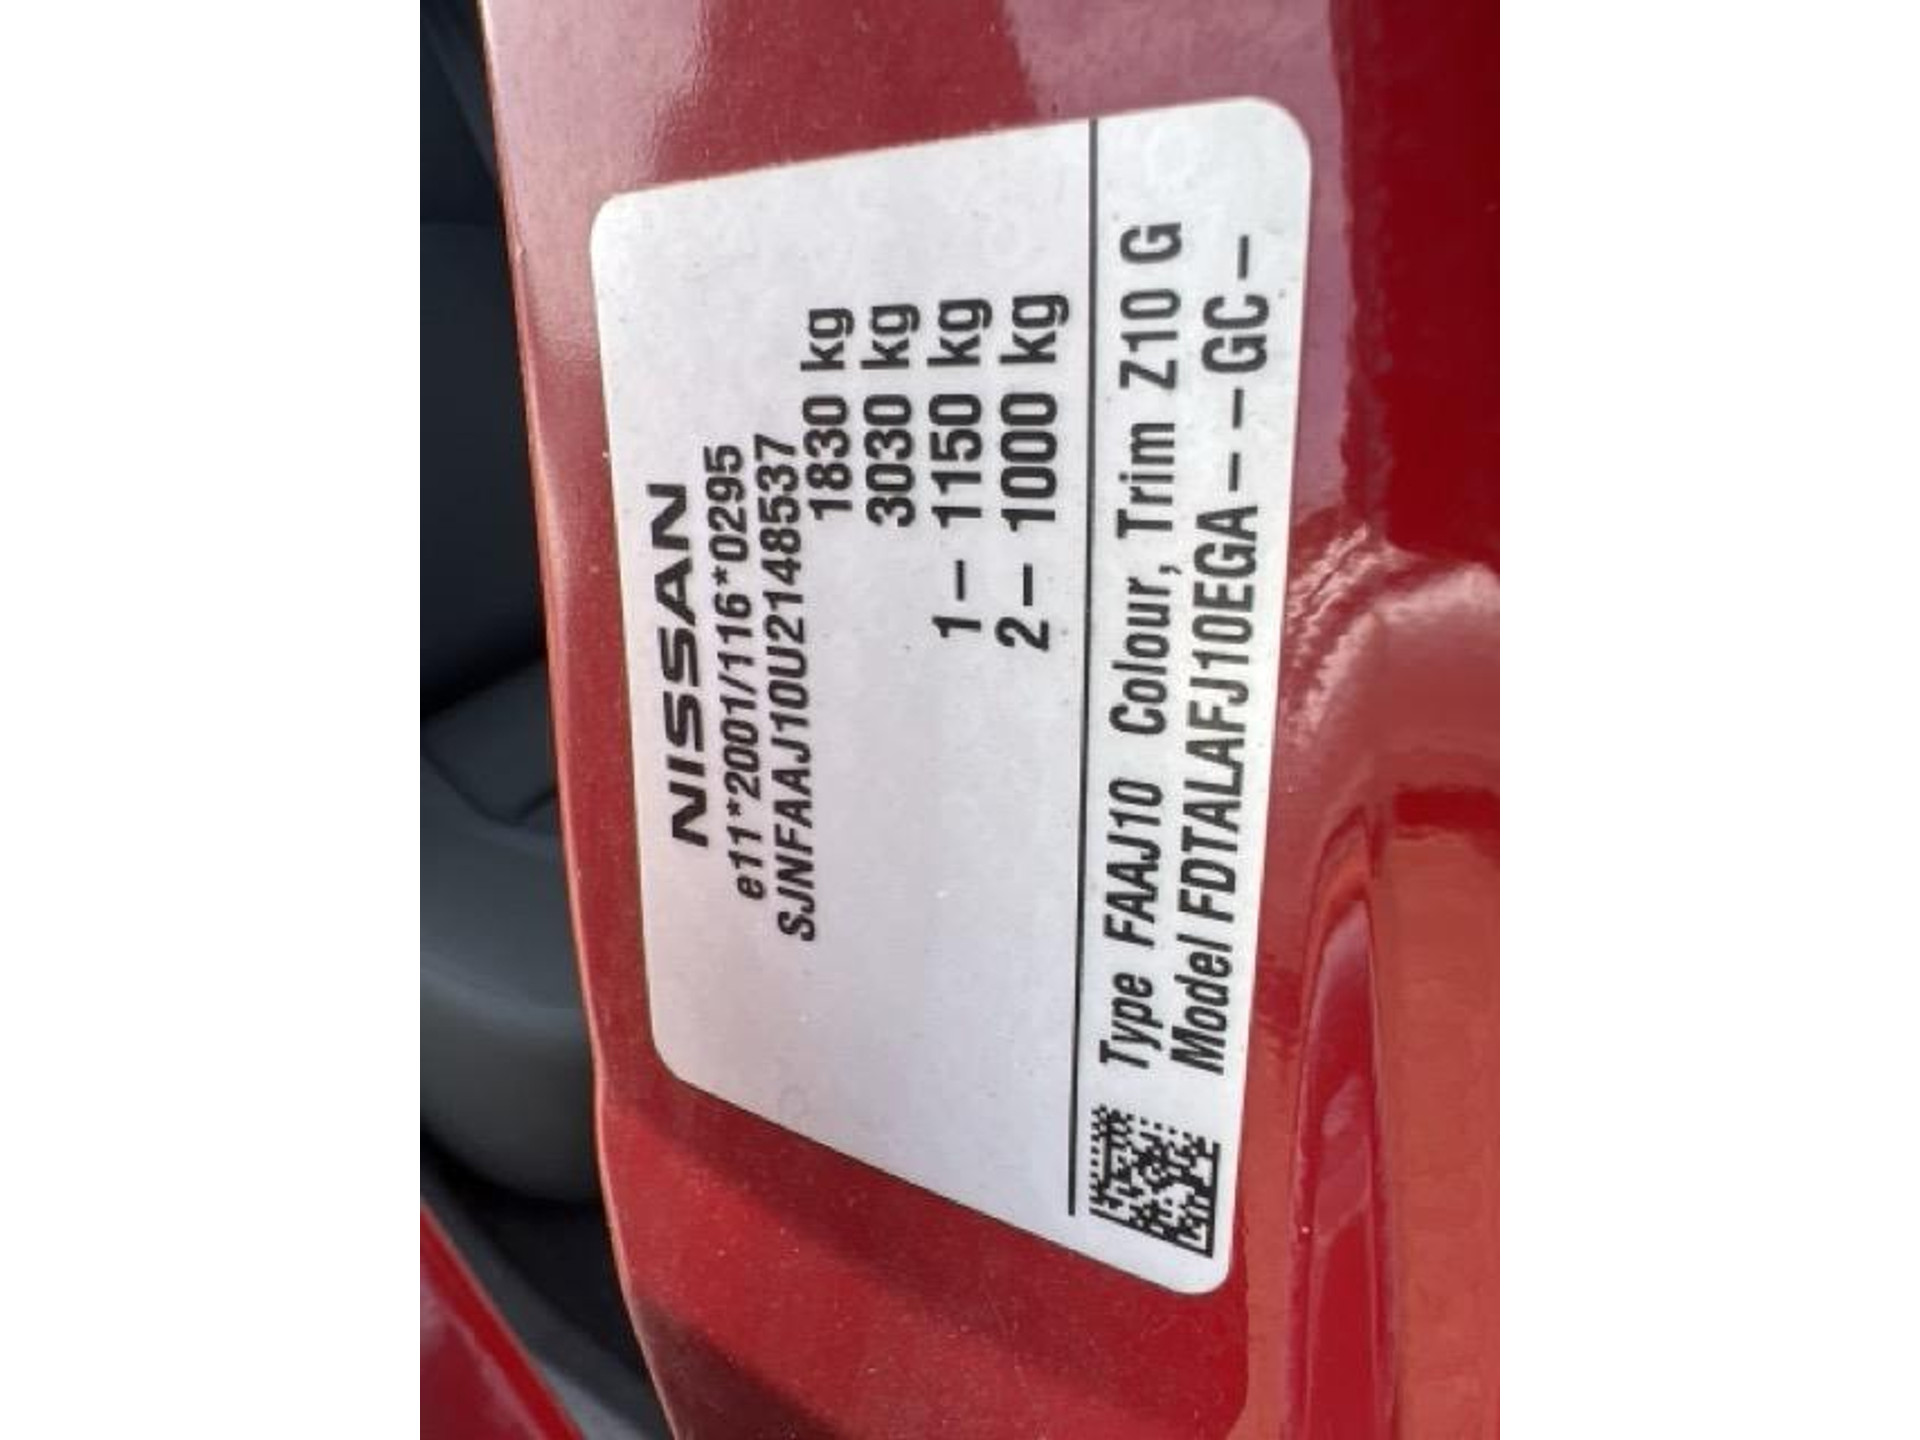 NISSAN
e11*2001/116*0295
SJNFAAJ10U2148537
1830 kg
3030 kg
1– 1150 kg
2– 1000 kg
Type FAAJ10 Colour, Trim Z10 G
Model FDTALAFJ10EGA – –GC–